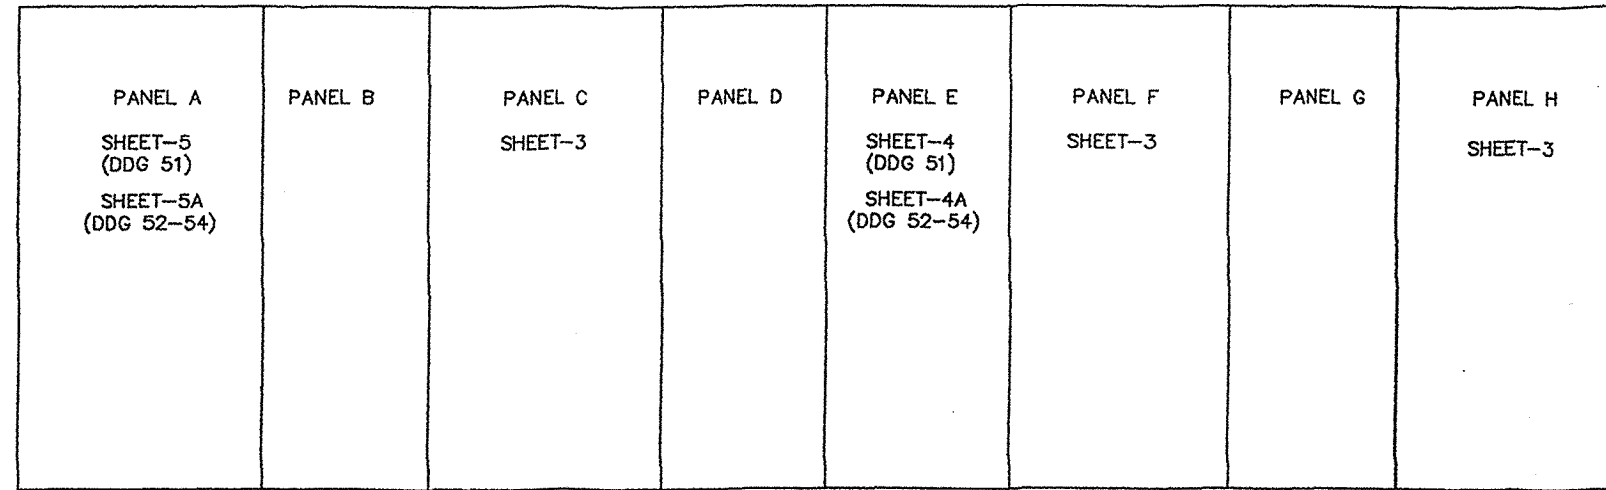 PANEL A
SHEET-5
(DDG 51)
SHEET-5A
(DDG 52-54)
PANEL B
PANEL C
SHEET-3
PANEL D
PANEL E
SHEET-4
(DDG 51)
SHEET-4A
(DDG 52-54)
PANEL F
SHEET-3
PANEL G
PANEL H
SHEET-3